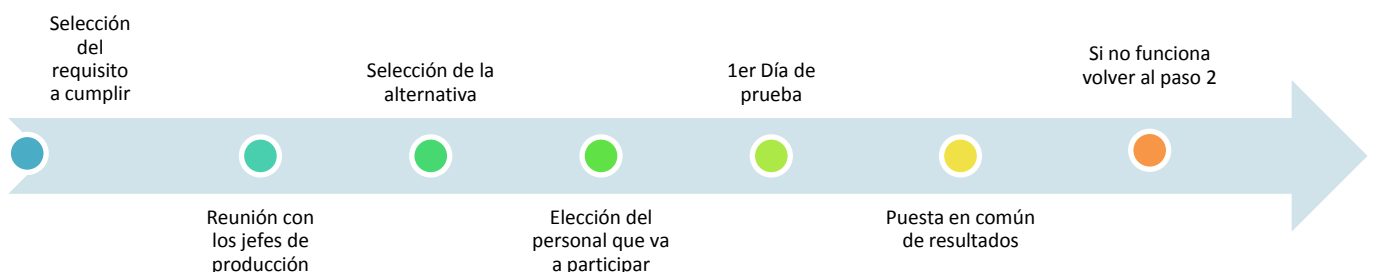 Selección
del
requisito
a cumplir
Reunión con
los jefes de
producción
Selección de la
alternativa
Elección del
personal que va
a participar
1er Día de
prueba
Puesta en común
de resultados
Si no funciona
volver al paso 2